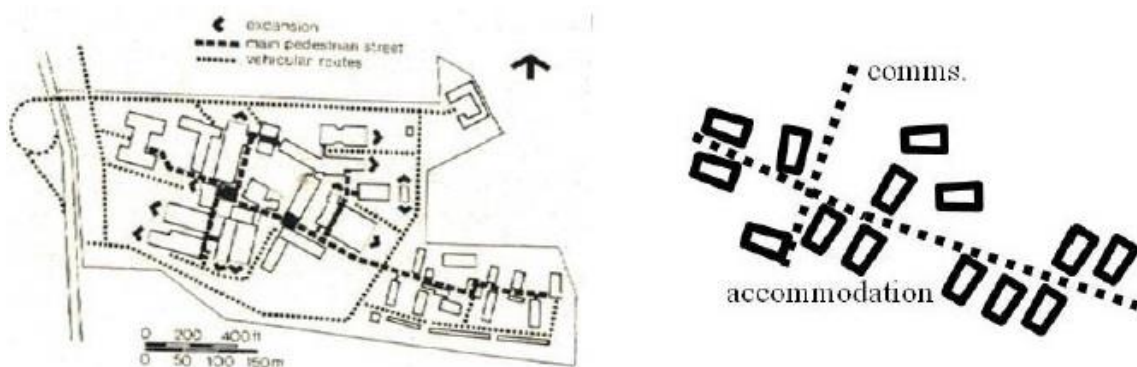 expansion
main pedestrian street
vehicular routes
0 200 400ft
0 50 100 150m
comms.
accommodation